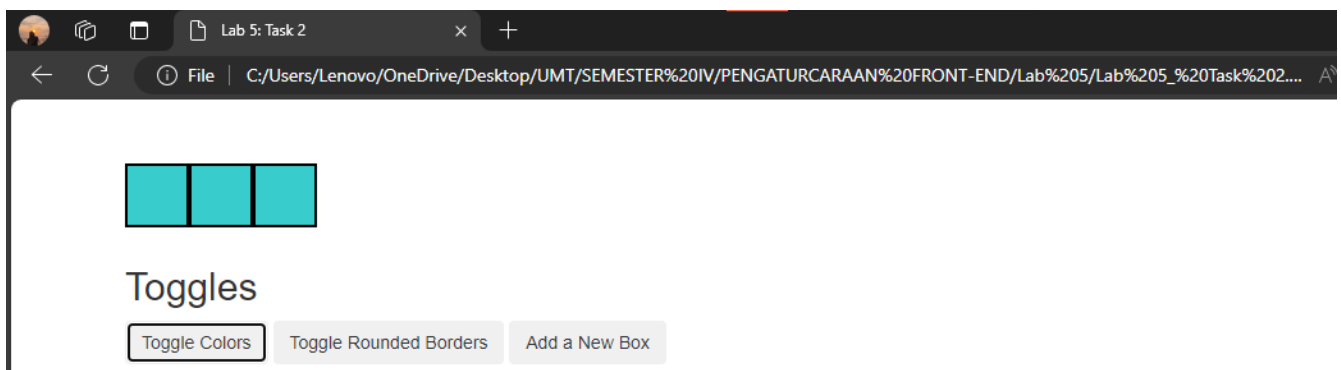 Lab 5: Task 2
File | C:/Users/Lenovo/OneDrive/Desktop/UMT/SEMESTER%20IV/PENGATURCARAAN%20FRONT-END/Lab%205/Lab%205_%20Task%202....
Toggles
Toggle Colors Toggle Rounded Borders Add a New Box